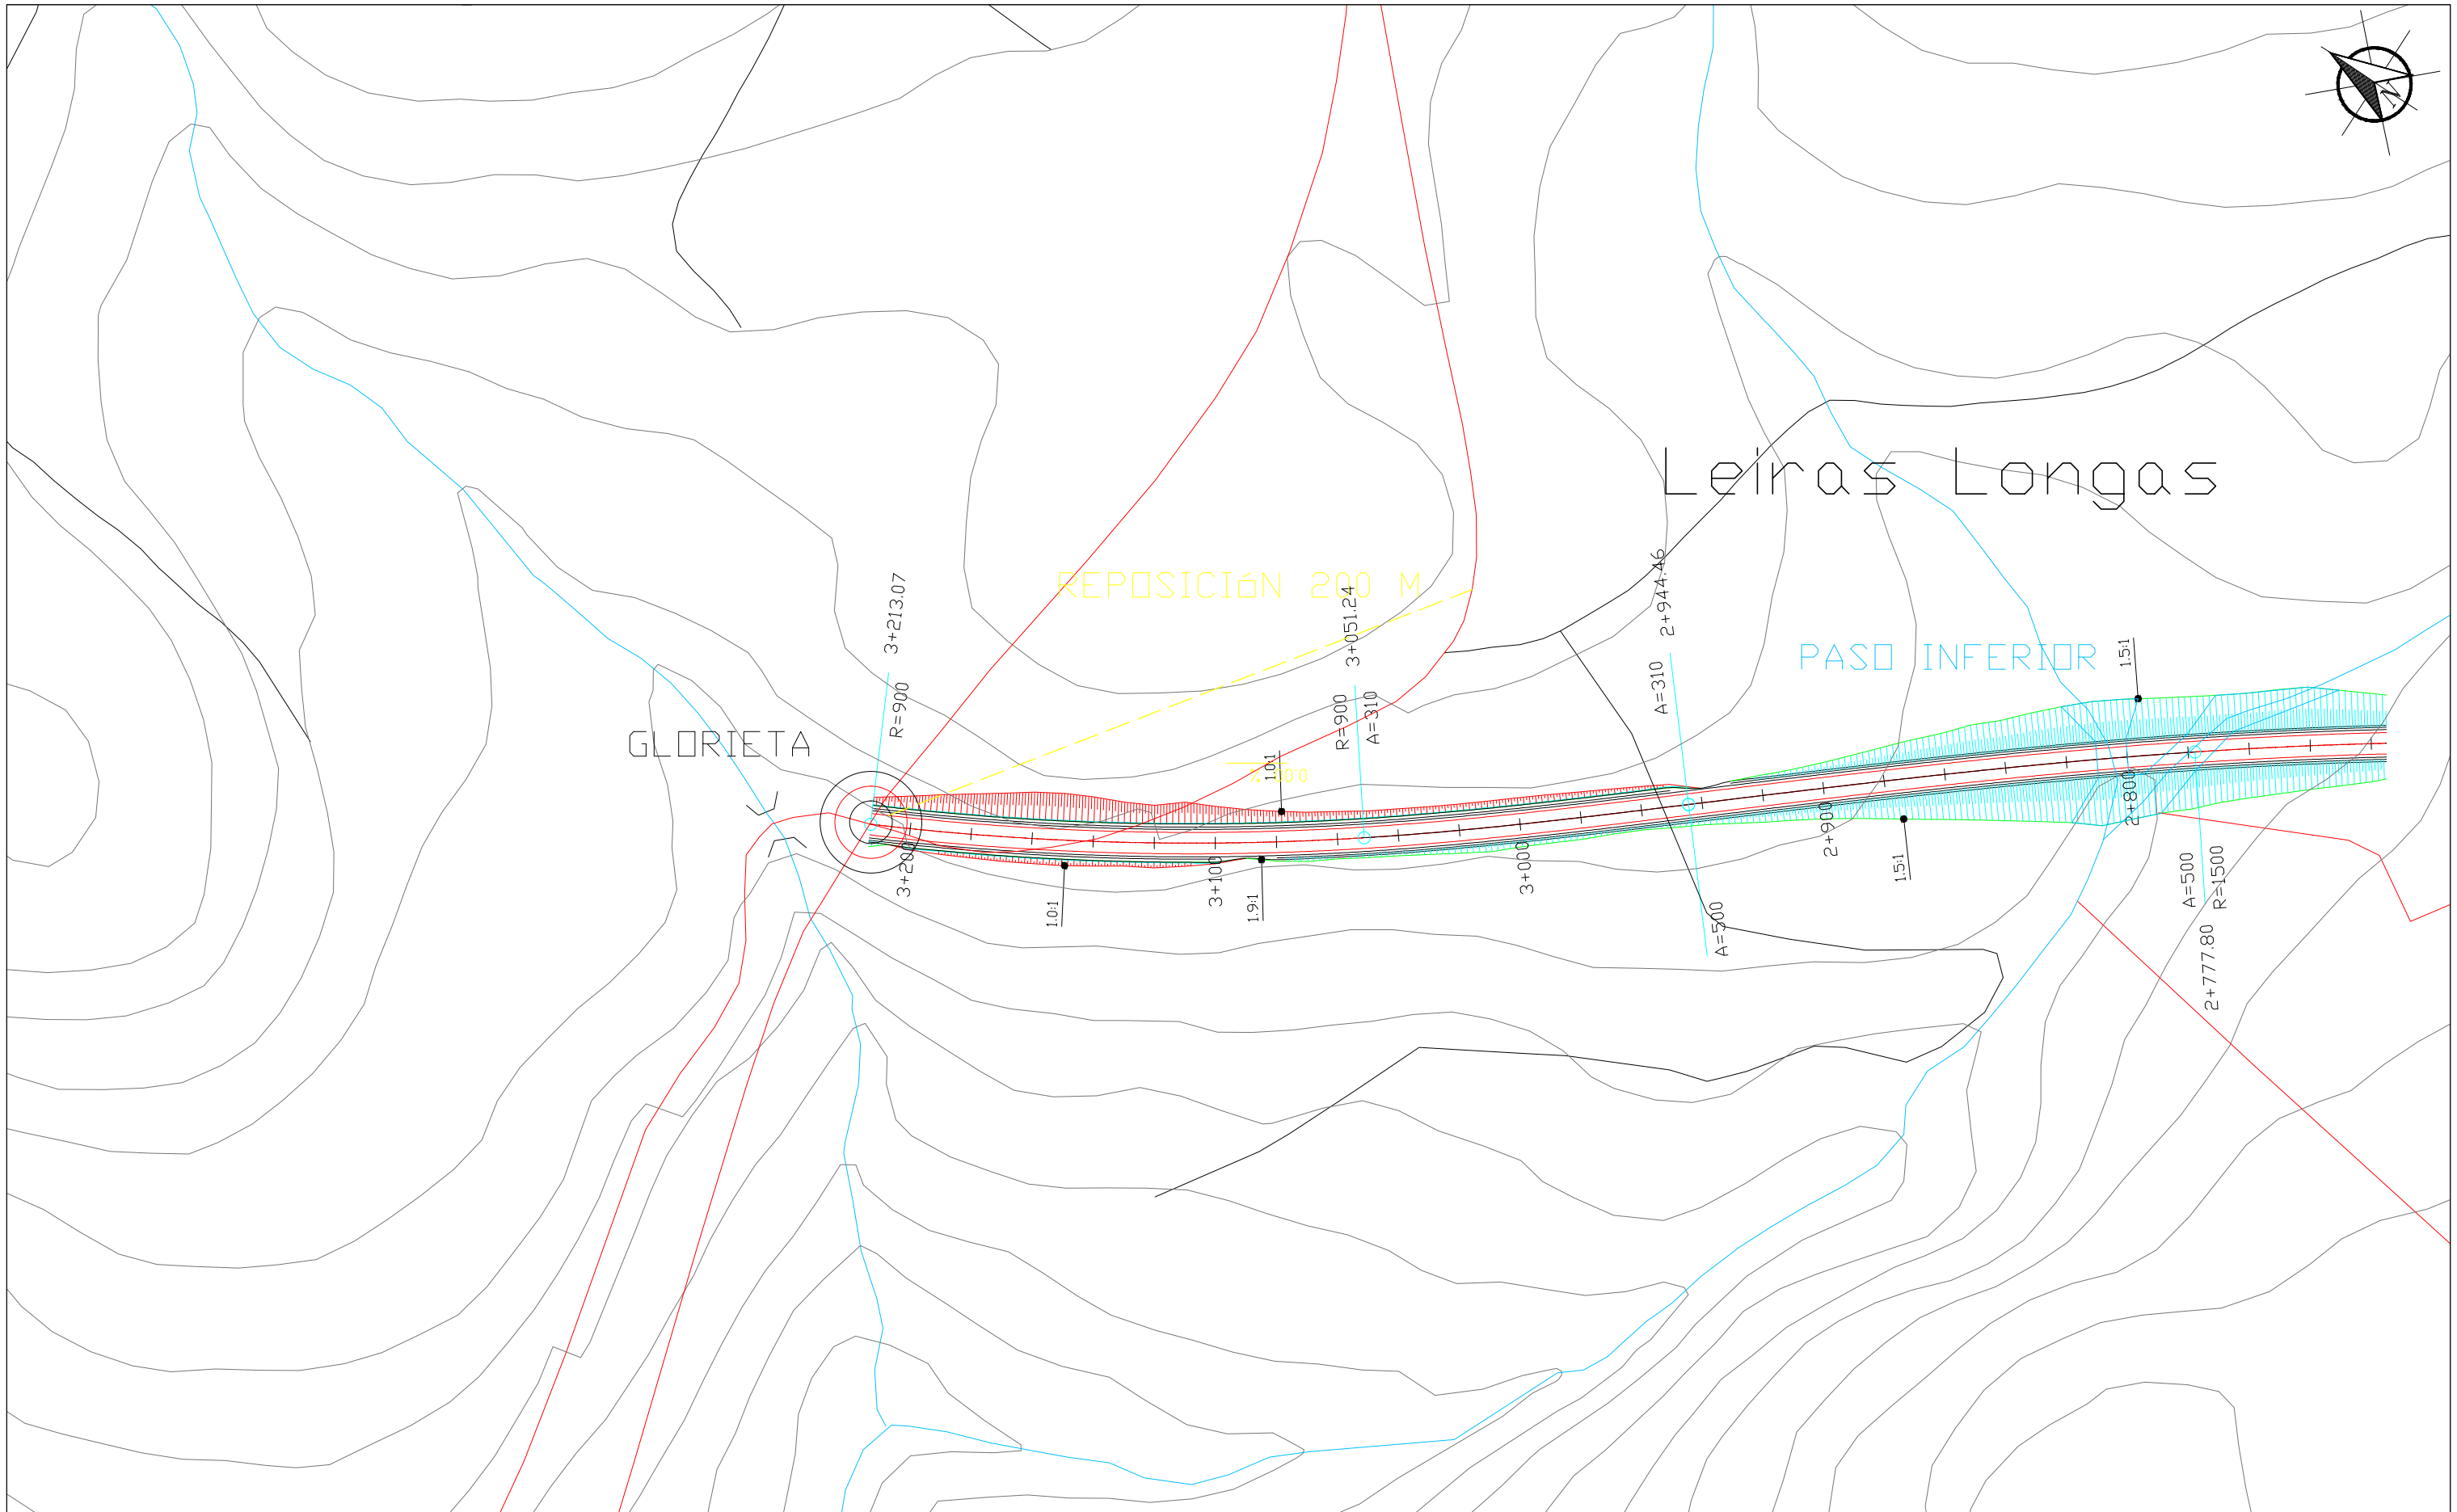 N
Leiras Longas
REPOSICIóN 200 M
PASO INFERIOR
GLORIETA
3+213.07
R=900
3+051.24
R=900
A=310
2+944.46
A=310
A=500
1.5:1
1.0:1
0.00 %
3+200
3+100
3+000
2+900
2+800
1.0:1
1.9:1
1.5:1
A=500
R=1500
2+777.80